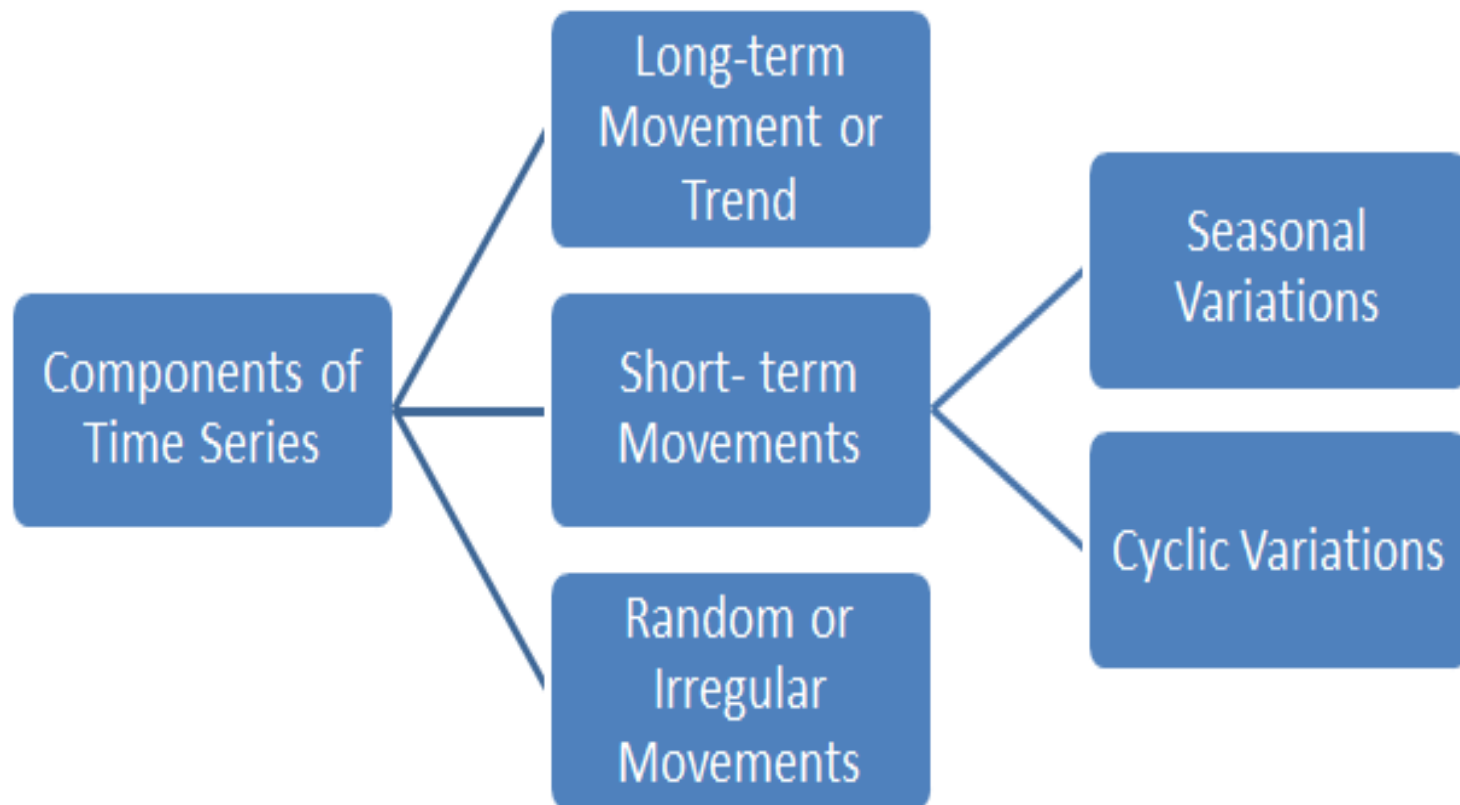 Components of
Time Series
Long-term
Movement or
Trend
Short- term
Movements
Random or
Irregular
Movements
Seasonal
Variations
Cyclic Variations